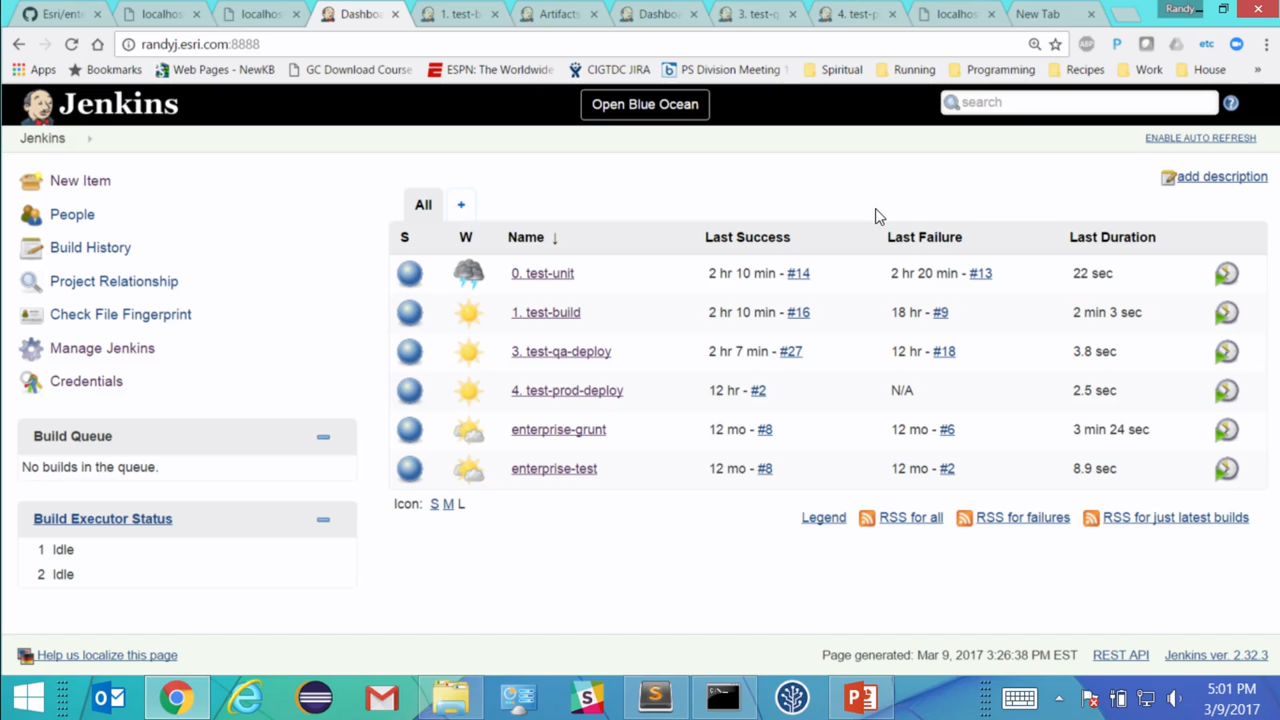 Esri/ent
localhos
localhos
Dashbo
1. test-b
Artifacts
Dashbo
3. test-q
4. test-p
localhos
New Tab
Randy
randyj.esri.com:8888
ABP
P
etc
Apps
Bookmarks
Web Pages - NewKB
GC Download Course
ESPN: The Worldwide
CIGTDC JIRA
PS Division Meeting
Spiritual
Running
Programming
Recipes
Work
House
»
Jenkins
Open Blue Ocean
search
?
Jenkins
ENABLE AUTO REFRESH
New Item
People
Build History
Project Relationship
Check File Fingerprint
Manage Jenkins
Credentials
add description
All +
S W Name ↓ Last Success Last Failure Last Duration
0. test-unit 2 hr 10 min - #14 2 hr 20 min - #13 22 sec
1. test-build 2 hr 10 min - #16 18 hr - #9 2 min 3 sec
3. test-qa-deploy 2 hr 7 min - #27 12 hr - #18 3.8 sec
4. test-prod-deploy 12 hr - #2 N/A 2.5 sec
enterprise-grunt 12 mo - #8 12 mo - #6 3 min 24 sec
enterprise-test 12 mo - #8 12 mo - #2 8.9 sec
Icon: S M L
Legend RSS for all RSS for failures RSS for just latest builds
Build Queue
No builds in the queue.
Build Executor Status
1 Idle
2 Idle
Help us localize this page
Page generated: Mar 9, 2017 3:26:38 PM EST REST API Jenkins ver. 2.32.3
5:01 PM
3/9/2017